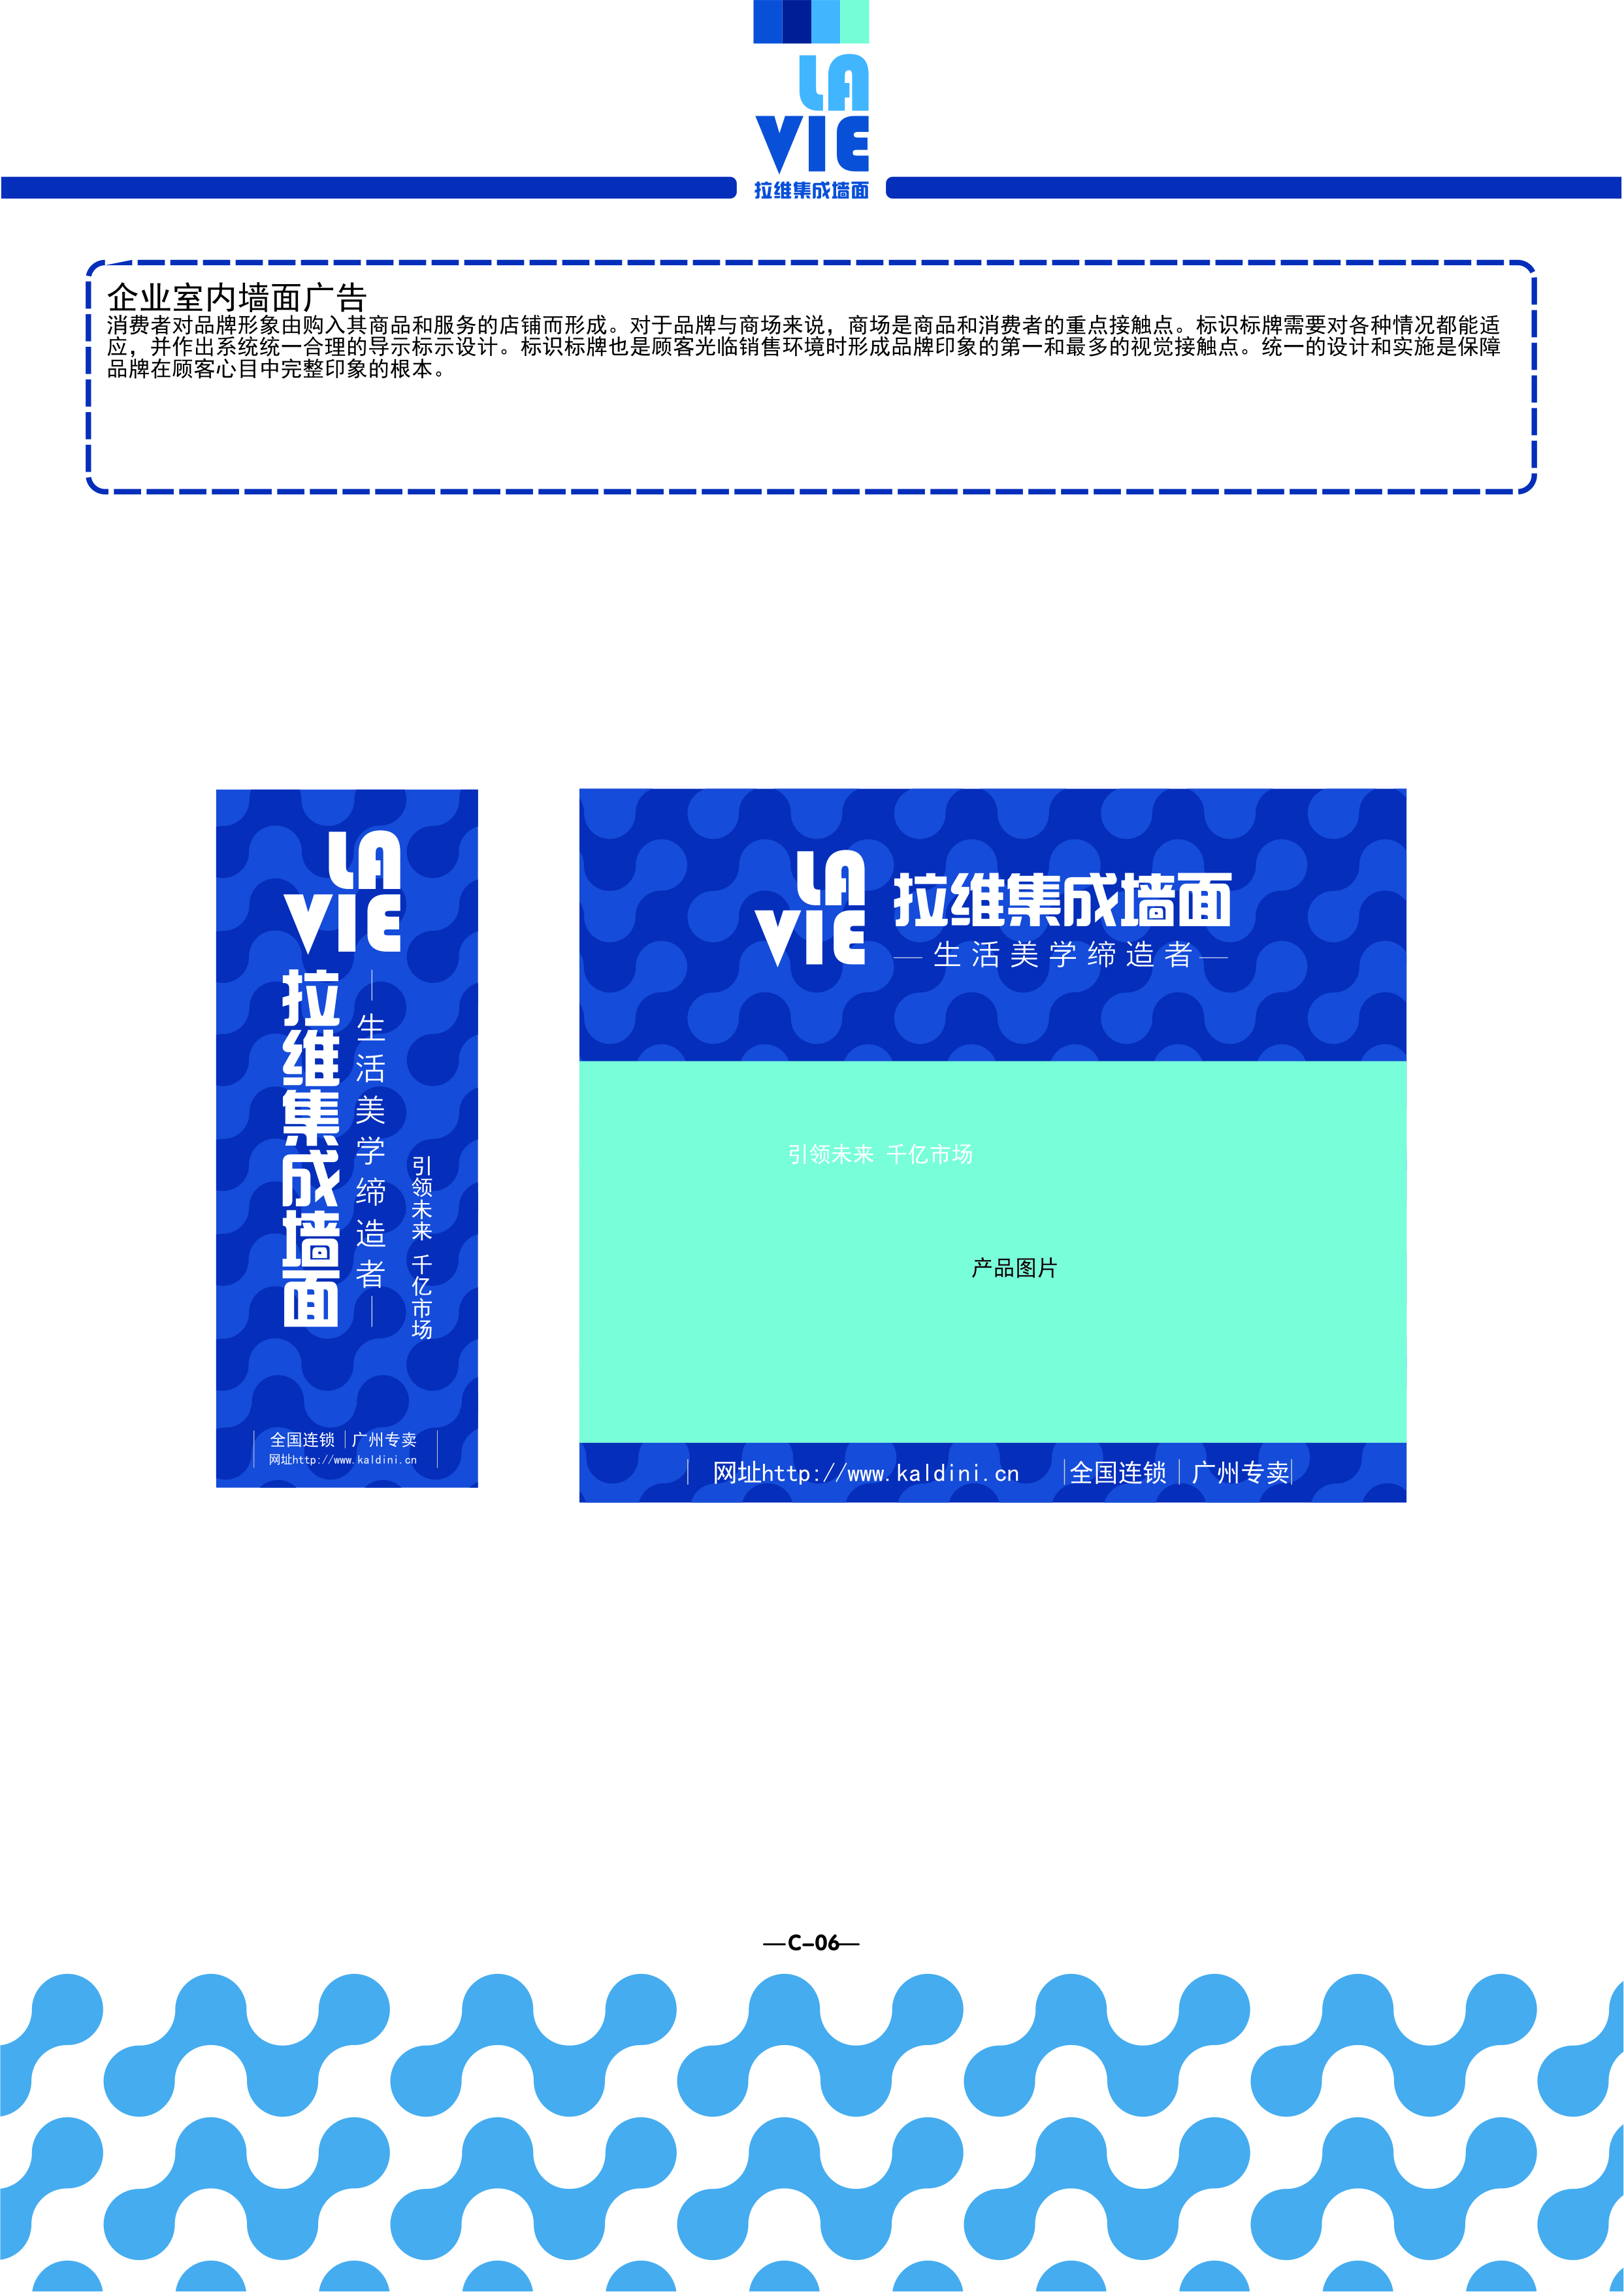 LA
VIE
拉维集成墙面
企业室内墙面广告
消费者对品牌形象由购入其商品和服务的店铺而形成。对于品牌与商场来说，商场是商品和消费者的重点接触点。标识标牌需要对各种情况都能适
应，并作出系统统一合理的导示标示设计。标识标牌也是顾客光临销售环境时形成品牌印象的第一和最多的视觉接触点。统一的设计和实施是保障
品牌在顾客心目中完整印象的根本。
LA
VIE
拉维集成墙面
生活美学缔造者
引领未来 千亿市场
全国连锁 广州专卖
网址http://www.kaldini.cn
LA
VIE
拉维集成墙面
生活美学缔造者
引领未来 千亿市场
产品图片
网址http://www.kaldini.cn 全国连锁 广州专卖
—C-06—